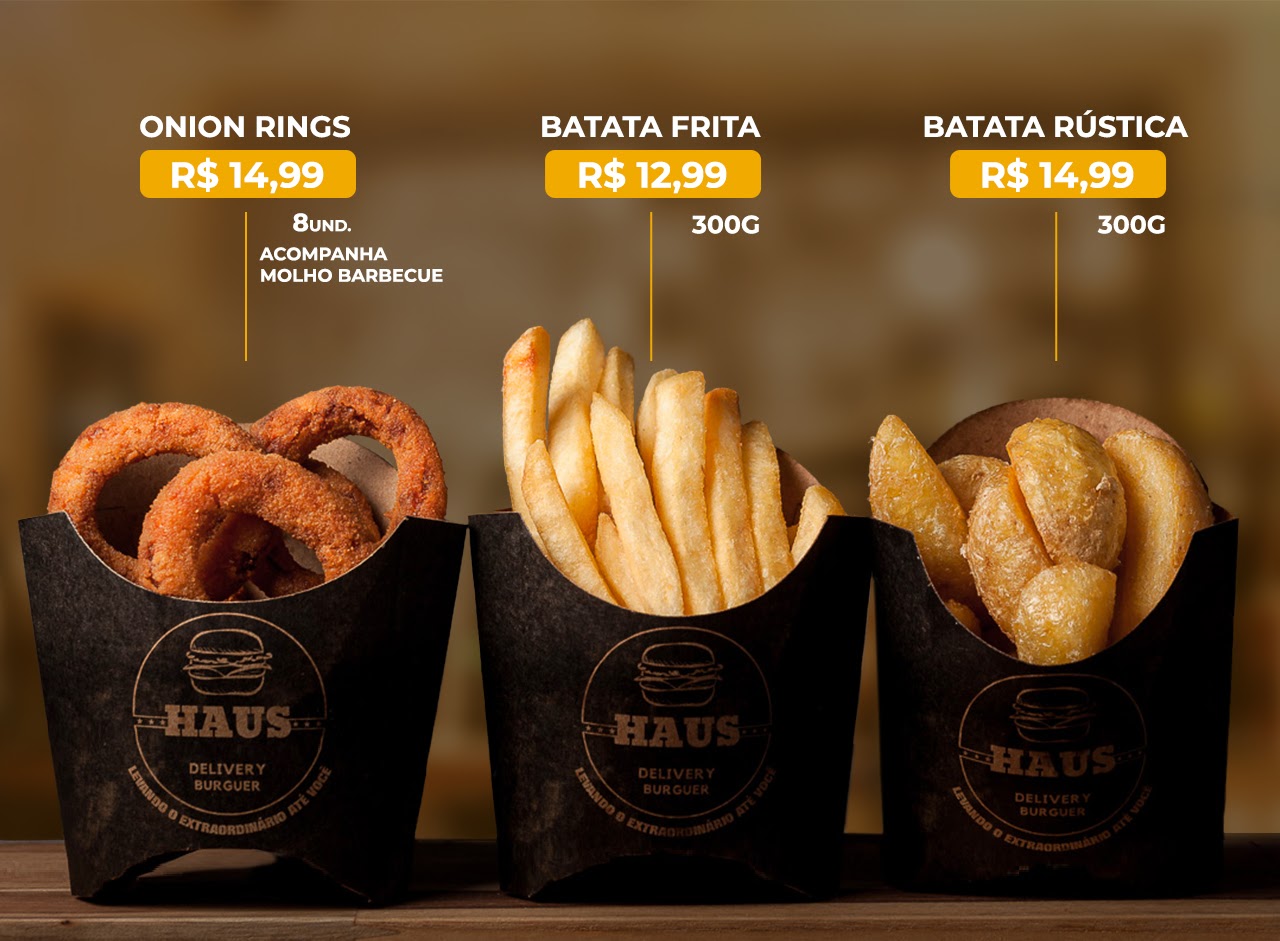 ONION RINGS
R$ 14,99
8UND.
ACOMPANHA
MOLHO BARBECUE
BATATA FRITA
R$ 12,99
300G
BATATA RÚSTICA
R$ 14,99
300G
HAUS
DELIVERY
BURGUER
LEVANDO O EXTRAORDINÁRIO ATÉ VOCÊ
HAUS
DELIVERY
BURGUER
LEVANDO O EXTRAORDINÁRIO ATÉ VOCÊ
HAUS
DELIVERY
BURGUER
LEVANDO O EXTRAORDINÁRIO ATÉ VOCÊ